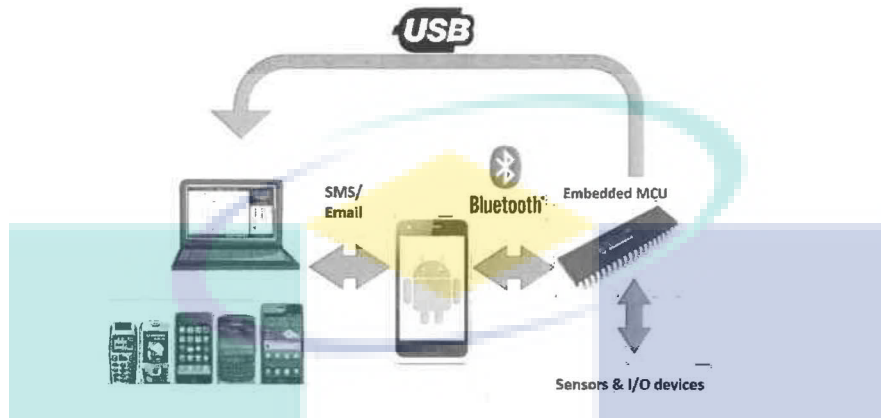 USB
SMS/
Email
Bluetooth
Embedded MCU
Sensors & I/O devices